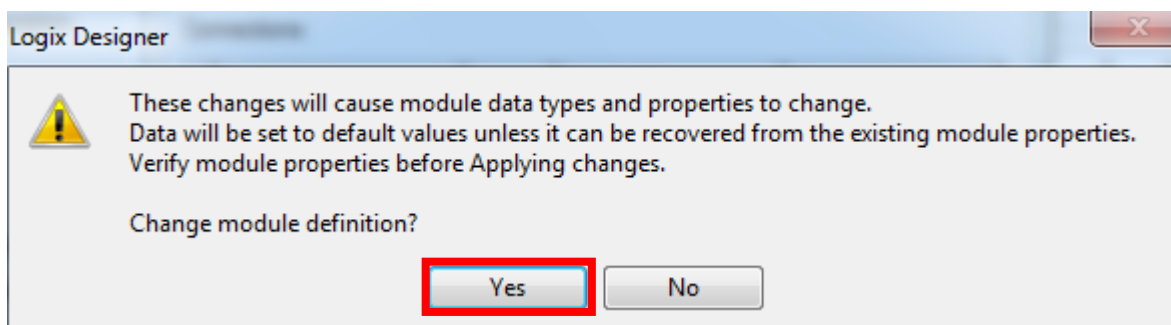 Logix Designer
These changes will cause module data types and properties to change.
Data will be set to default values unless it can be recovered from the existing module properties.
Verify module properties before Applying changes.
Change module definition?
Yes
No